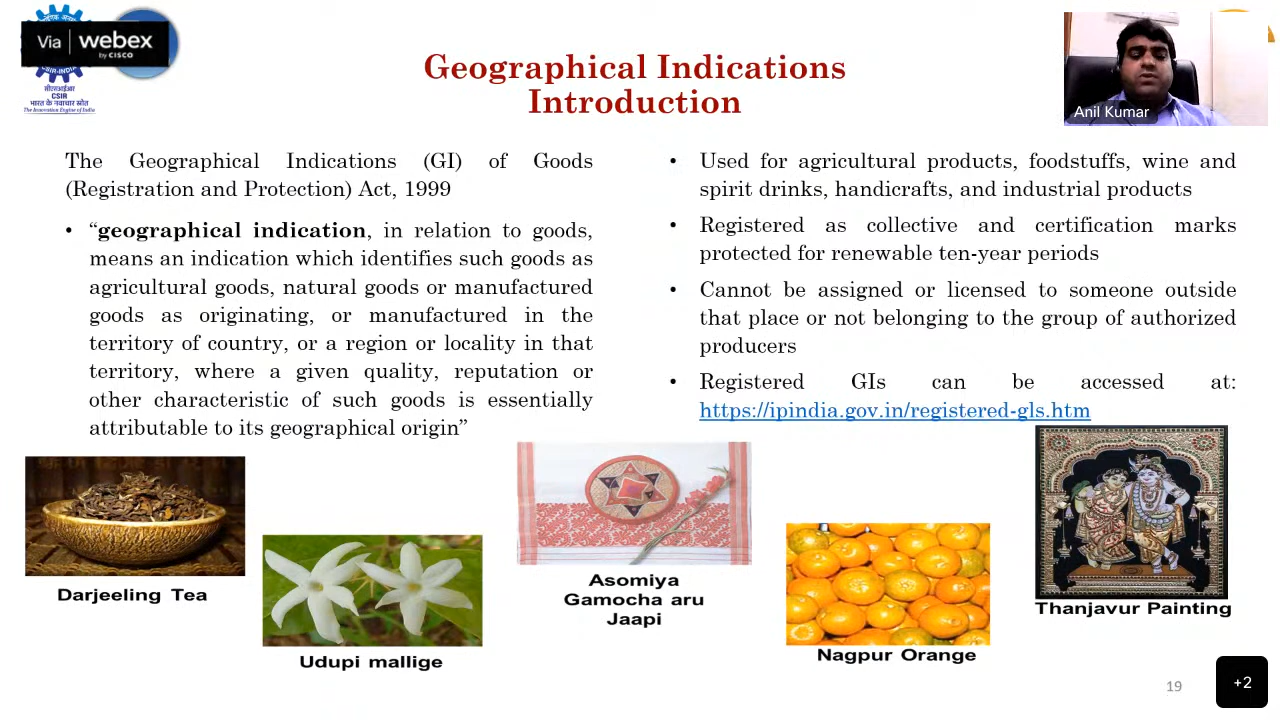 Via webex
by CISCO
CSIR-INDIA
सीएसआईआर
CSIR
भारत के नवाचार स्रोत
The Innovation Engine of India
Geographical Indications
Introduction
Anil Kumar
The Geographical Indications (GI) of Goods
(Registration and Protection) Act, 1999
• “geographical indication, in relation to goods,
means an indication which identifies such goods as
agricultural goods, natural goods or manufactured
goods as originating, or manufactured in the
territory of country, or a region or locality in that
territory, where a given quality, reputation or
other characteristic of such goods is essentially
attributable to its geographical origin”
• Used for agricultural products, foodstuffs, wine and
spirit drinks, handicrafts, and industrial products
• Registered as collective and certification marks
protected for renewable ten-year periods
• Cannot be assigned or licensed to someone outside
that place or not belonging to the group of authorized
producers
• Registered GIs can be accessed at:
https://ipindia.gov.in/registered-gls.htm
Darjeeling Tea
Udupi mallige
Asomiya
Gamocha aru
Jaapi
Nagpur Orange
Thanjavur Painting
19
+2